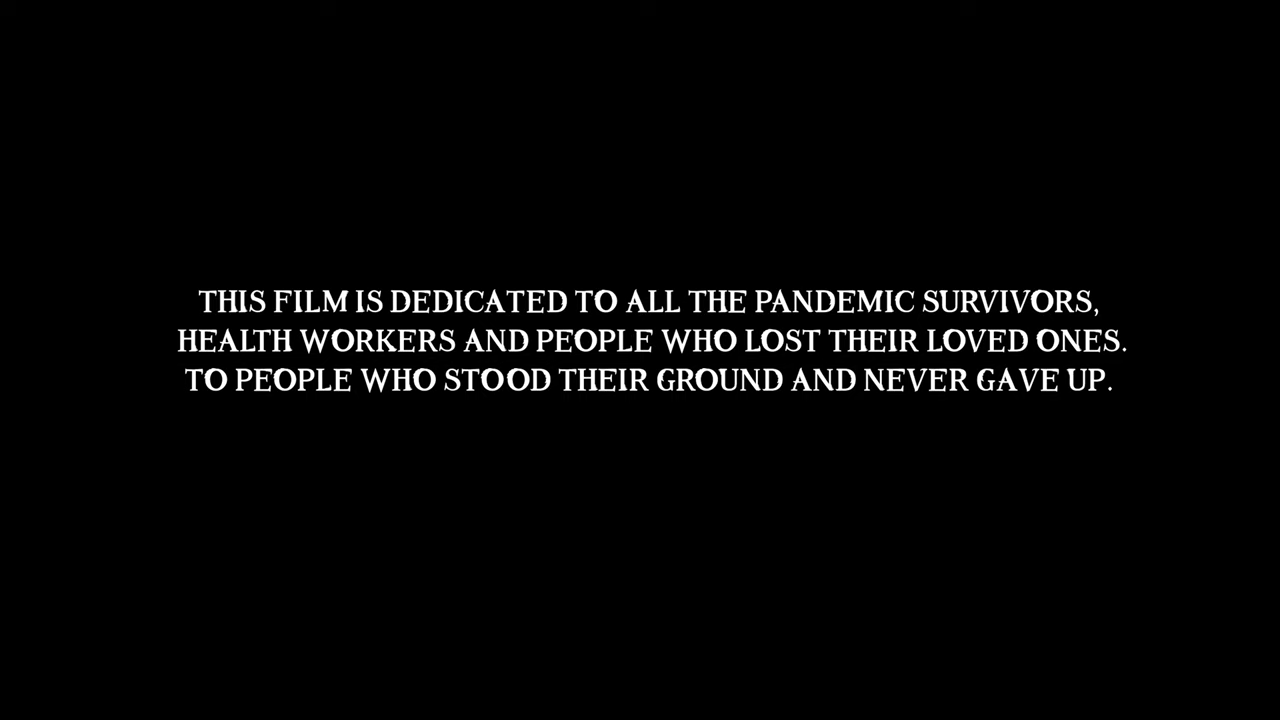 THIS FILM IS DEDICATED TO ALL THE PANDEMIC SURVIVORS,
HEALTH WORKERS AND PEOPLE WHO LOST THEIR LOVED ONES.
TO PEOPLE WHO STOOD THEIR GROUND AND NEVER GAVE UP.